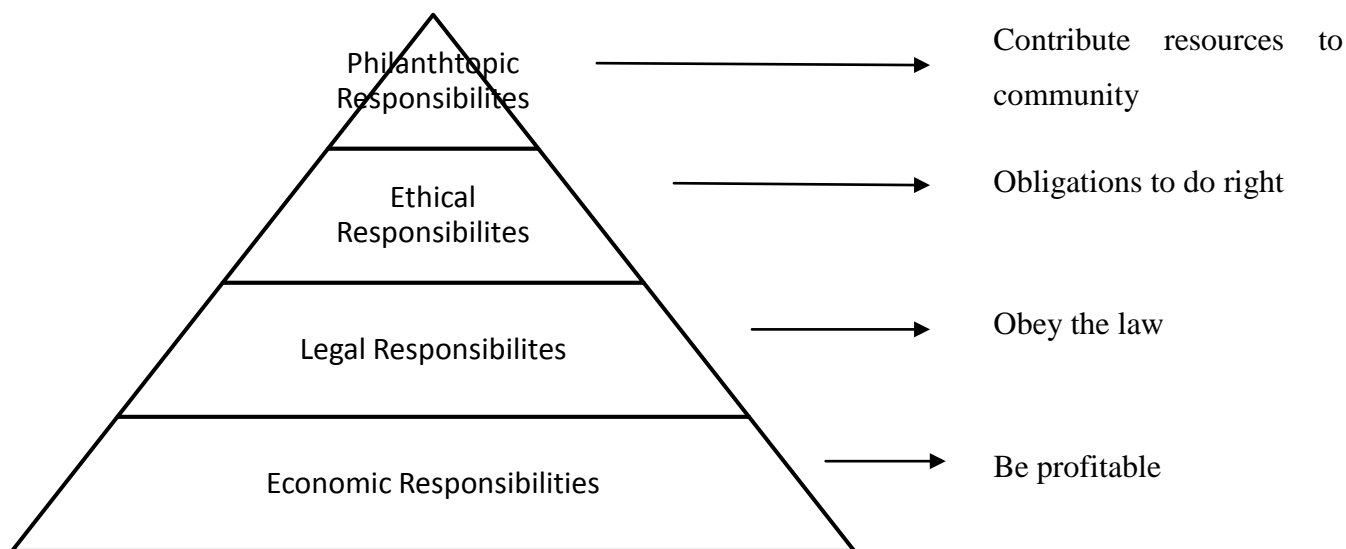 Philanthtopic
Responsibilites
Contribute resources to
community
Ethical
Responsibilites
Obligations to do right
Legal Responsibilites
Obey the law
Economic Responsibilities
Be profitable